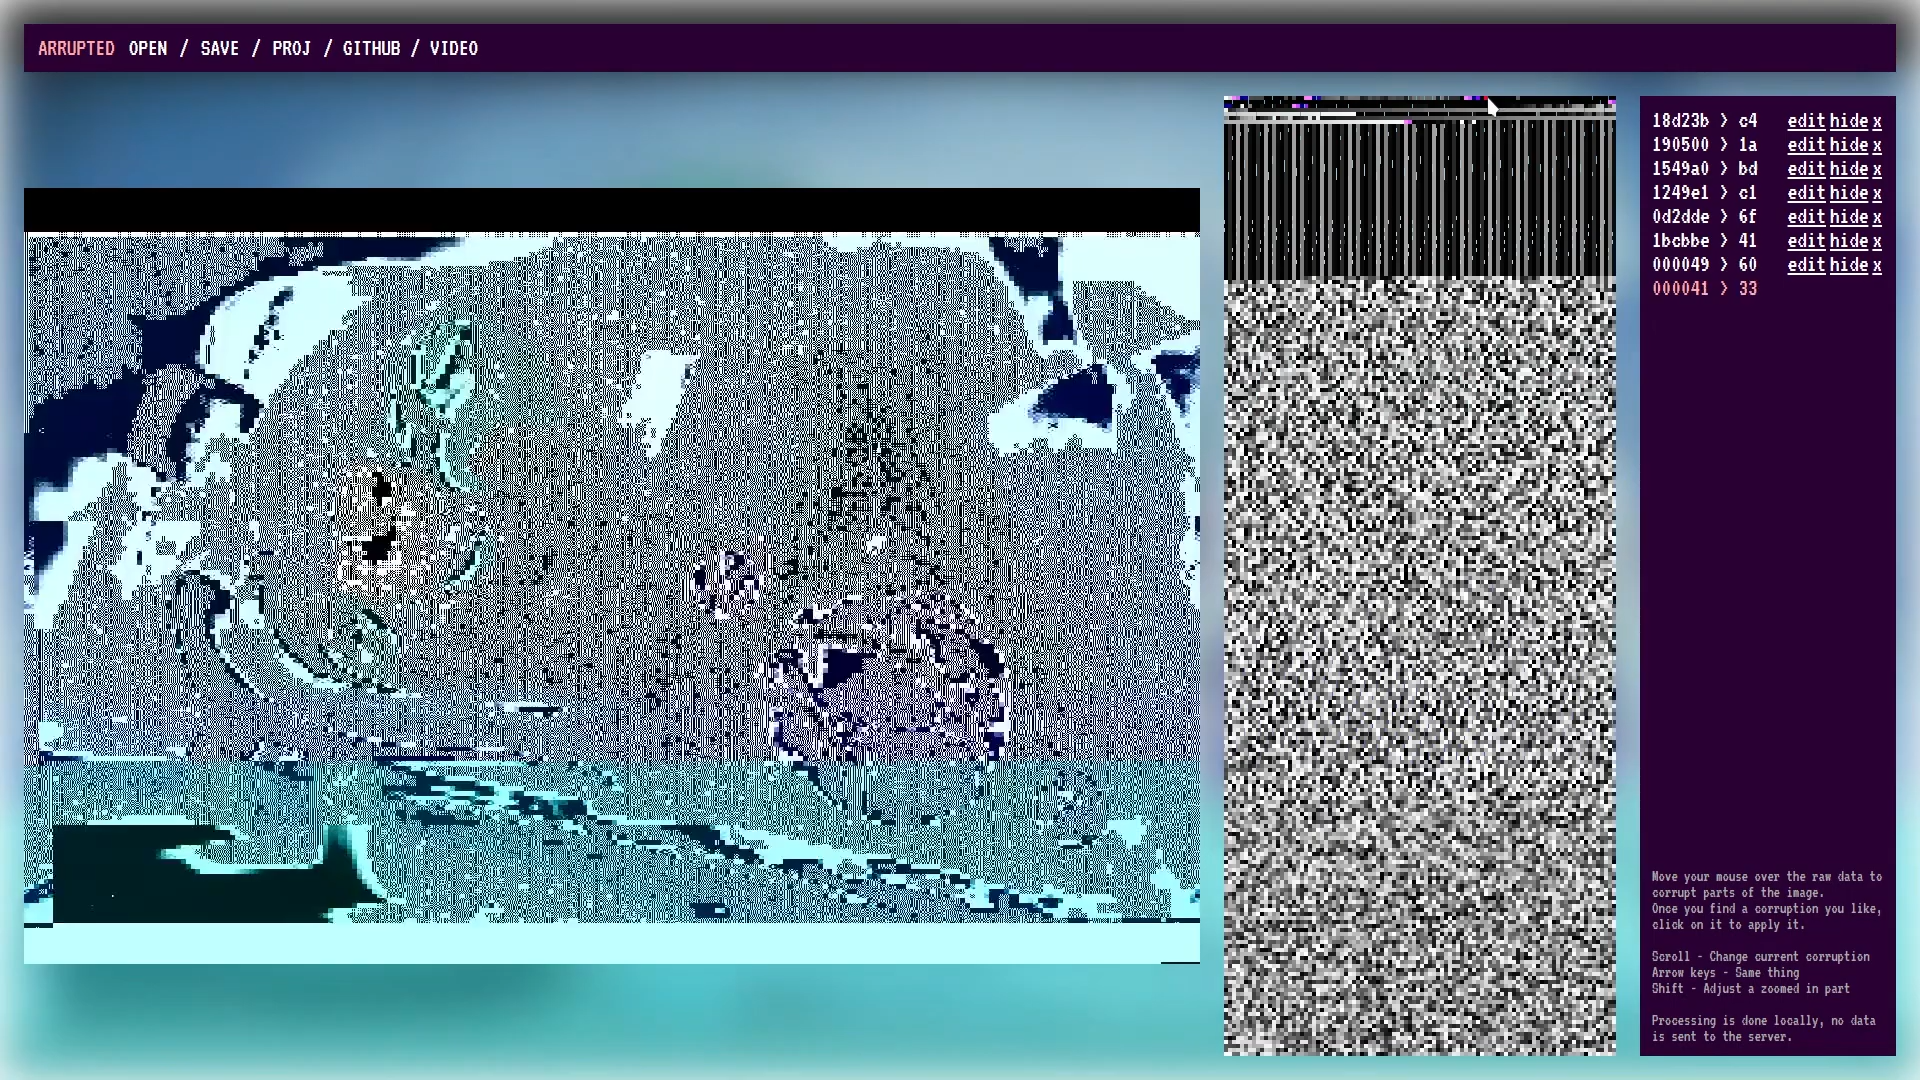 ARRUPTED OPEN / SAVE / PROJ / GITHUB / VIDEO
18d23b > c4 edit hide x
190500 > 1a edit hide x
1549a0 > bd edit hide x
1249e1 > c1 edit hide x
0d2dde > 6f edit hide x
1bcbbe > 41 edit hide x
000049 > 60 edit hide x
000041 > 33
Move your mouse over the raw data to
corrupt parts of the image.
Once you find a corruption you like,
click on it to apply it.
Scroll - Change current corruption
Arrow keys - Same thing
Shift - Adjust a zoomed in part
Processing is done locally, no data
is sent to the server.